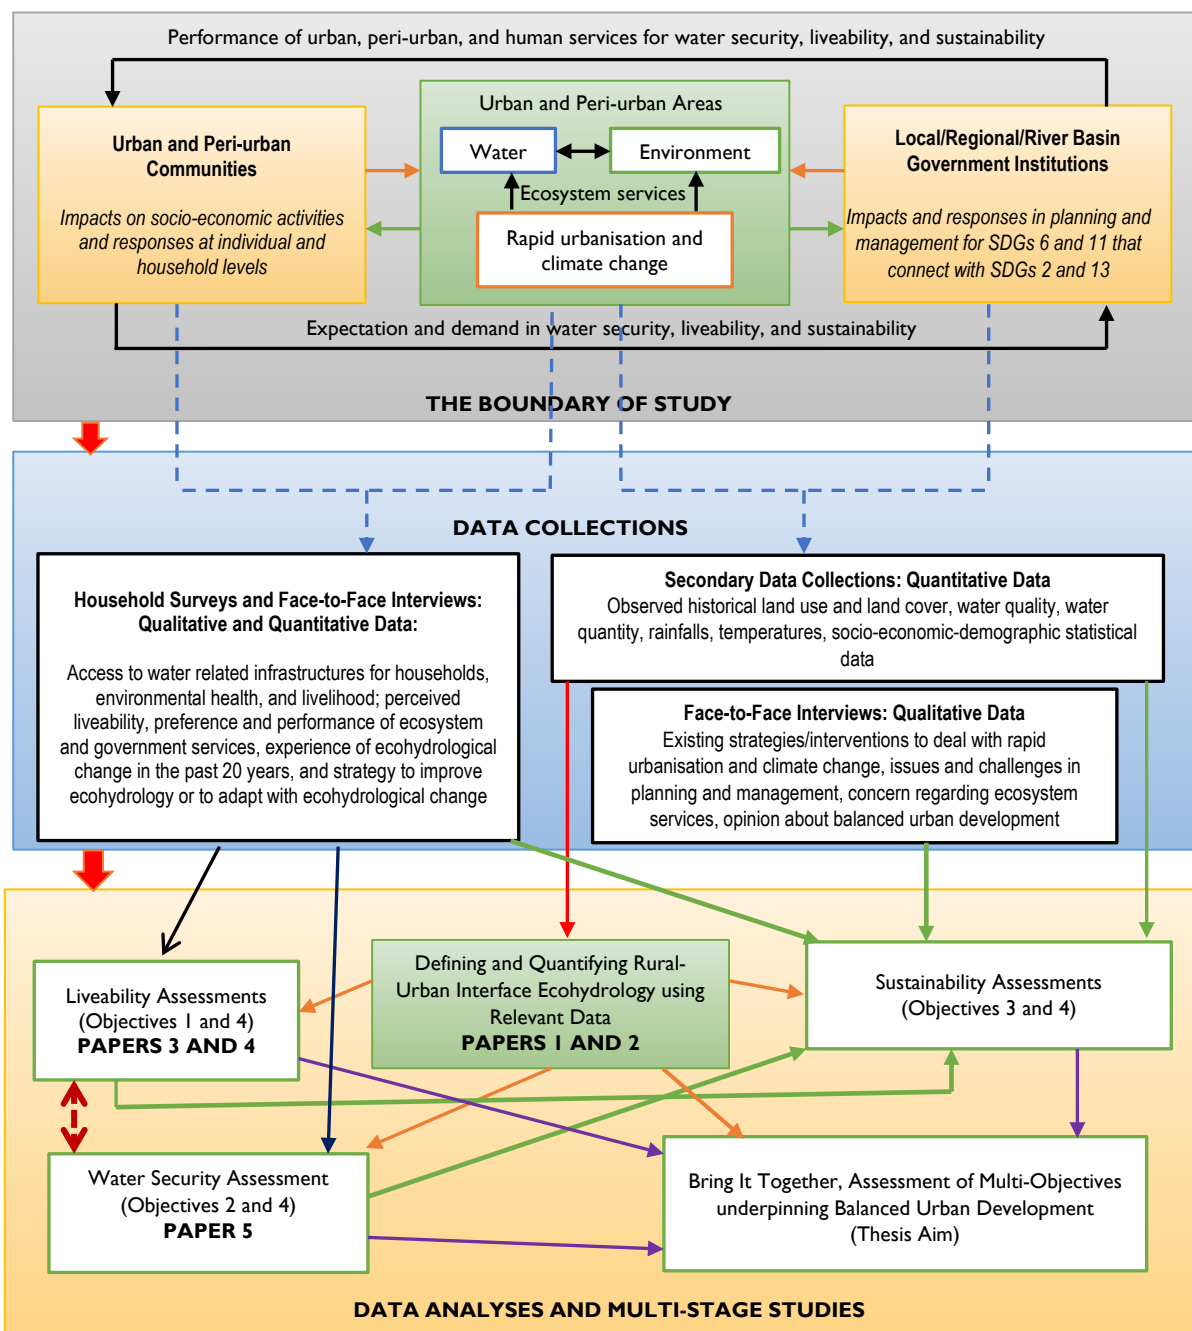 Performance of urban, peri-urban, and human services for water security, liveability, and sustainability
Urban and Peri-urban
Communities
Impacts on socio-economic activities
and responses at individual and
household levels
Urban and Peri-urban Areas
Water
Environment
Ecosystem services
Rapid urbanisation and
climate change
Local/Regional/River Basin
Government Institutions
Impacts and responses in planning and
management for SDGs 6 and 11 that
connect with SDGs 2 and 13
Expectation and demand in water security, liveability, and sustainability
THE BOUNDARY OF STUDY
DATA COLLECTIONS
Household Surveys and Face-to-Face Interviews:
Qualitative and Quantitative Data:
Access to water related infrastructures for households,
environmental health, and livelihood; perceived
liveability, preference and performance of ecosystem
and government services, experience of ecohydrological
change in the past 20 years, and strategy to improve
ecohydrology or to adapt with ecohydrological change
Secondary Data Collections: Quantitative Data
Observed historical land use and land cover, water quality, water
quantity, rainfalls, temperatures, socio-economic-demographic statistical
data
Face-to-Face Interviews: Qualitative Data
Existing strategies/interventions to deal with rapid
urbanisation and climate change, issues and challenges in
planning and management, concern regarding ecosystem
services, opinion about balanced urban development
Liveability Assessments
(Objectives 1 and 4)
PAPERS 3 AND 4
Defining and Quantifying Rural-
Urban Interface Ecohydrology using
Relevant Data
PAPERS 1 AND 2
Sustainability Assessments
(Objectives 3 and 4)
Water Security Assessment
(Objectives 2 and 4)
PAPER 5
Bring It Together, Assessment of Multi-Objectives
underpinning Balanced Urban Development
(Thesis Aim)
DATA ANALYSES AND MULTI-STAGE STUDIES